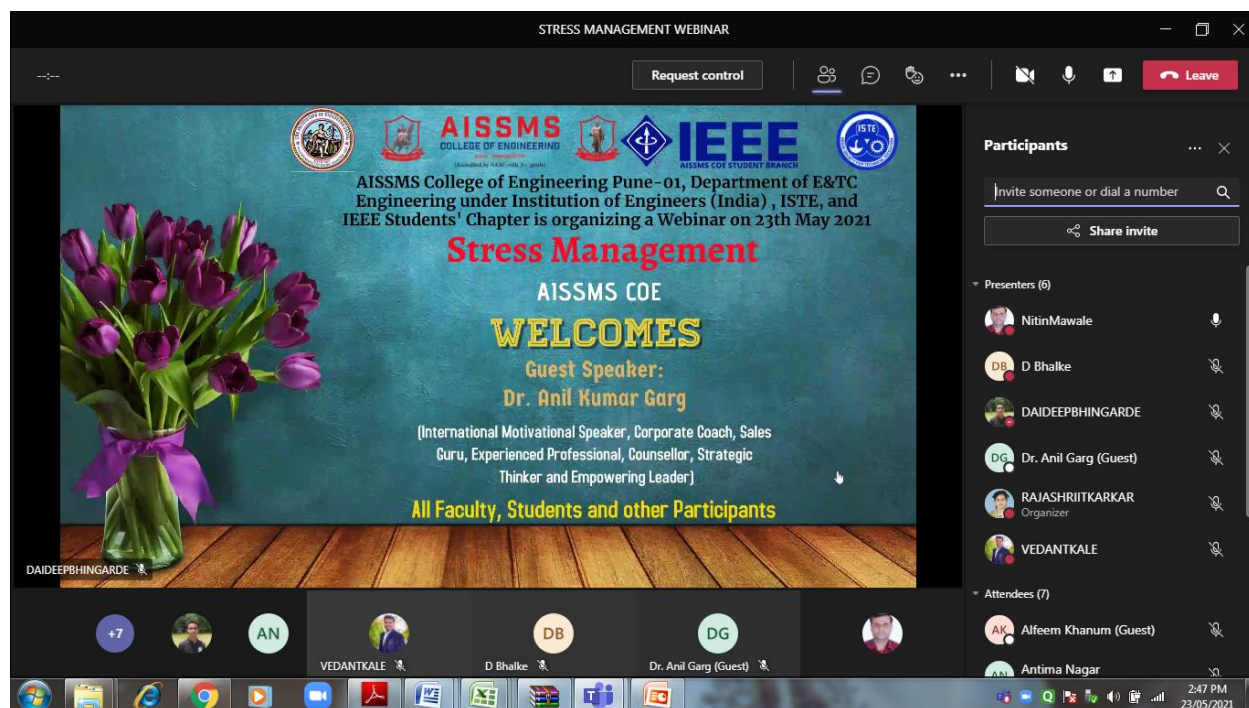 STRESS MANAGEMENT WEBINAR
--:--
Request control
Leave
AISSMS
COLLEGE OF ENGINEERING
IEEE
AISSMS COE STUDENT BRANCH
ISTE
AISSMS College of Engineering Pune-01, Department of E&TC
Engineering under Institution of Engineers (India) , ISTE, and
IEEE Students' Chapter is organizing a Webinar on 23th May 2021
Stress Management
AISSMS COE
WELCOMES
Guest Speaker:
Dr. Anil Kumar Garg
(International Motivational Speaker, Corporate Coach, Sales
Guru, Experienced Professional, Counsellor, Strategic
Thinker and Empowering Leader)
All Faculty, Students and other Participants
DAIDEEPBHINGARDE
+7
AN
VEDANTKALE
DB
D Bhalke
DG
Dr. Anil Garg (Guest)
Participants
Invite someone or dial a number
Share invite
Presenters (6)
NitinMawale
DB
D Bhalke
DAIDEEPBHINGARDE
DG
Dr. Anil Garg (Guest)
RAJASHRIITKARKAR
Organizer
VEDANTKALE
Attendees (7)
AK
Alfeem Khanum (Guest)
AN
Antima Nagar
2:47 PM
23/05/2021